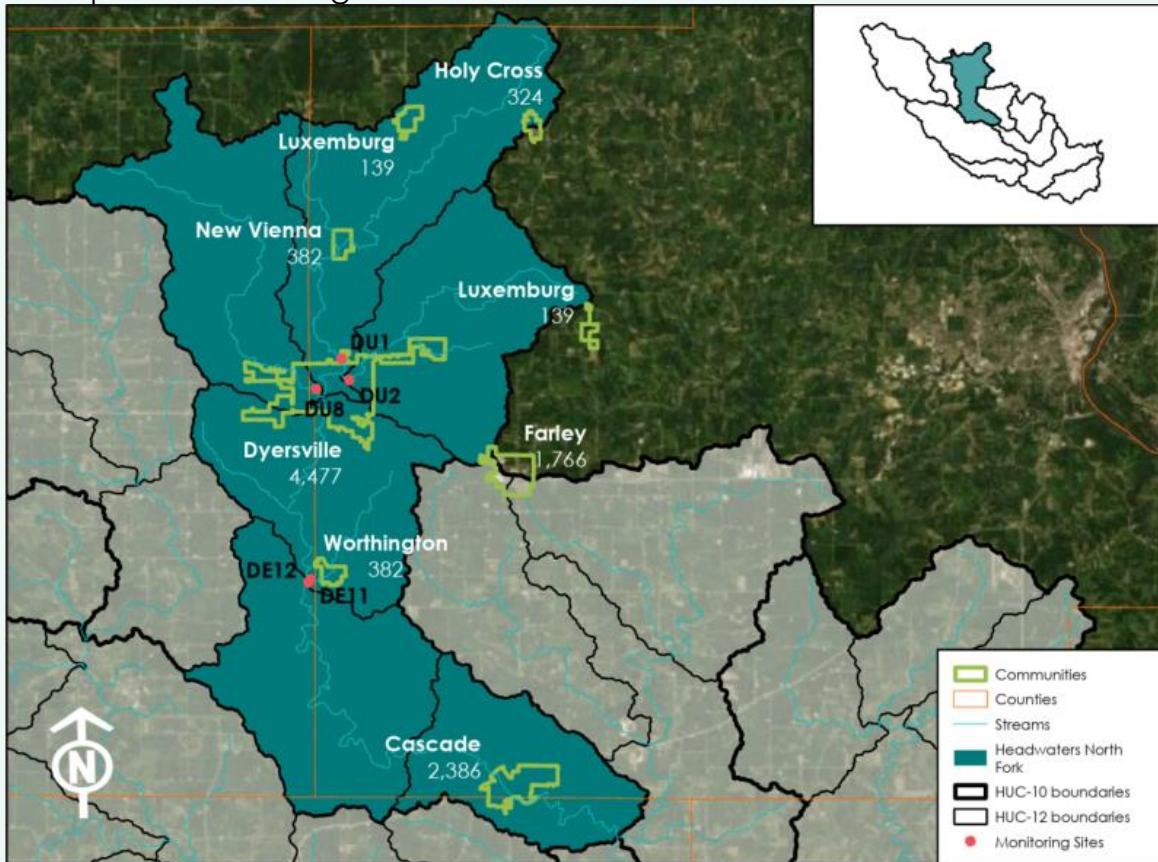 Holy Cross
324
Luxemburg
139
New Vienna
382
Luxemburg
139
DU1
DU2
DU8
Dyersville
4,477
Farley
1,766
Worthington
382
DE12
DE11
Cascade
2,386
N
Communities
Counties
Streams
Headwaters North
Fork
HUC-10 boundaries
HUC-12 boundaries
Monitoring Sites